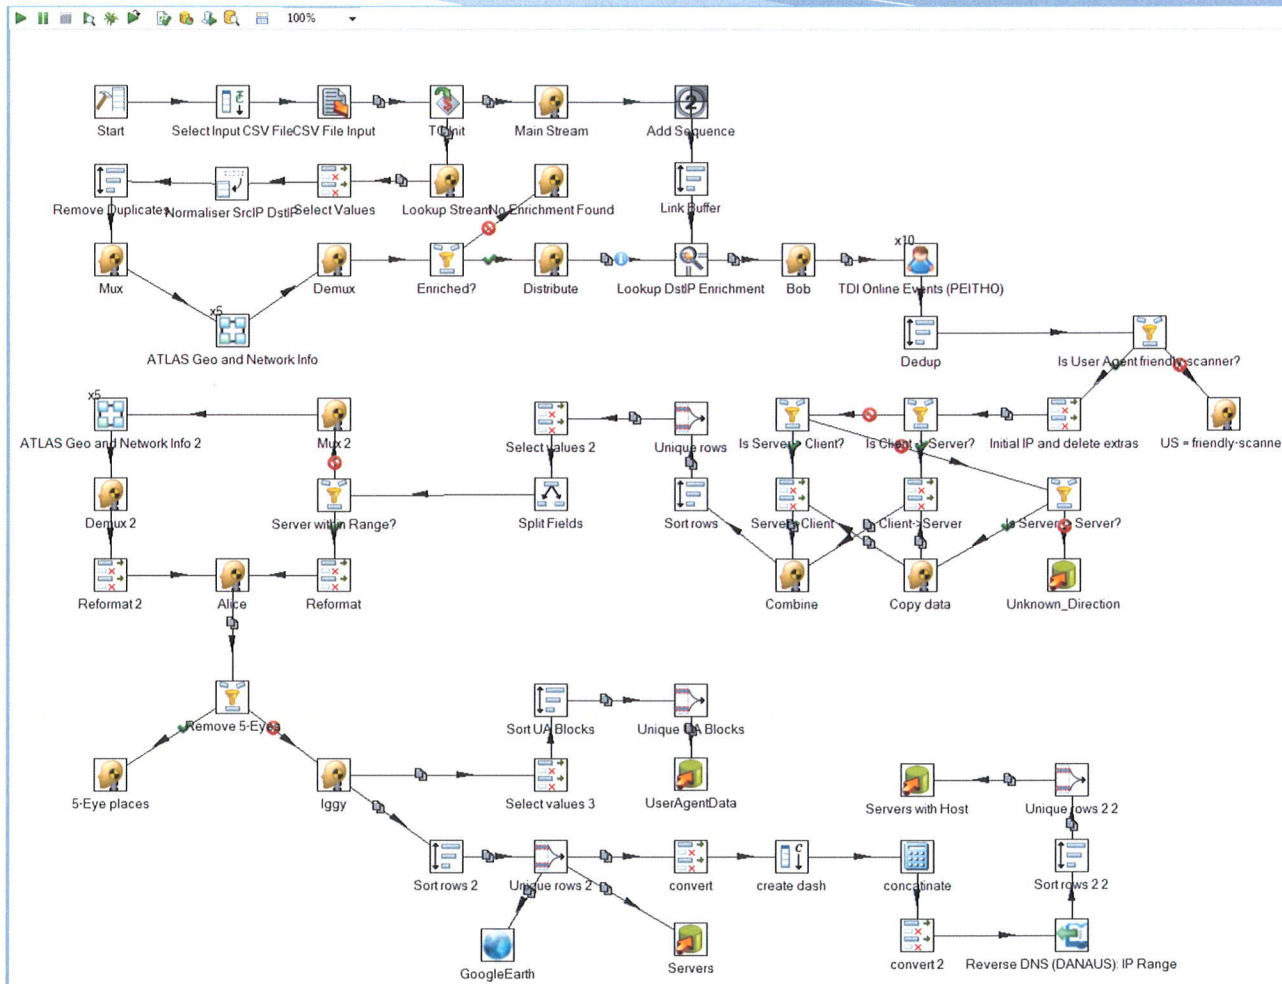 100%
Start
Select Input CSV File
CSV File Input
TC Init
Main Stream
Add Sequence
Remove Duplicates
Normaliser SrcIP DstIP
Select Values
Lookup Stream
No Enrichment Found
Link Buffer
x10
Mux
Demux
Enriched?
Distribute
Lookup DstIP Enrichment
Bob
TDI Online Events (PEITHO)
x5
ATLAS Geo and Network Info
Dedup
Is User Agent friendly scanner?
x5
ATLAS Geo and Network Info 2
Mux 2
Select values 2
Unique rows
Is Server > Client?
Is Client > Server?
Initial IP and delete extras
US = friendly-scanne
Demux 2
Server within Range?
Split Fields
Sort rows
Server->Client
Client->Server
Is Server > Server?
Reformat 2
Alice
Reformat
Combine
Copy data
Unknown_Direction
Remove 5-Eyes
Sort UA Blocks
Unique UA Blocks
5-Eye places
Iggy
Select values 3
UserAgentData
Servers with Host
Unique rows 2 2
Sort rows 2
Unique rows 2
convert
create dash
concatinate
Sort rows 2 2
GoogleEarth
Servers
convert 2
Reverse DNS (DANAUS): IP Range